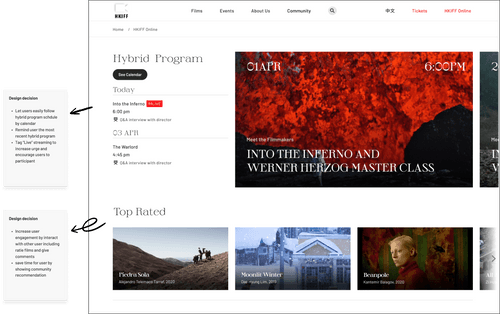 HKIFF
Films
Events
About Us
Community
中文
Tickets
HKIFF Online
Home
HKIFF Online
Hybrid Program
See Calendar
Today
Into the Inferno
6:00 pm
Q&A interview with director
03 APR
The Warlord
4:45 pm
Q&A interview with director
01APR
6:00PM
Meet the Filmmakers
INTO THE INFERNO AND
WERNER HERZOG MASTER CLASS
Design decision
• Let users easily follow
hybrid program schdule by
calendar
• Remind user the most
recent hybrid program
• Tag "Live" streaming to
increase urge and
encourage users to
participant
Top Rated
Piedra Sola
Alejandro Telemaco Tarraf, 2020
Moonlit Winter
Dae-hyung Lim, 2019
Beanpole
Kantemir Balagov, 2020
Design decision
• Increase user
engagement by interact
with other user including
rate films and give
comments
• save time for user by
showing community
recommendation